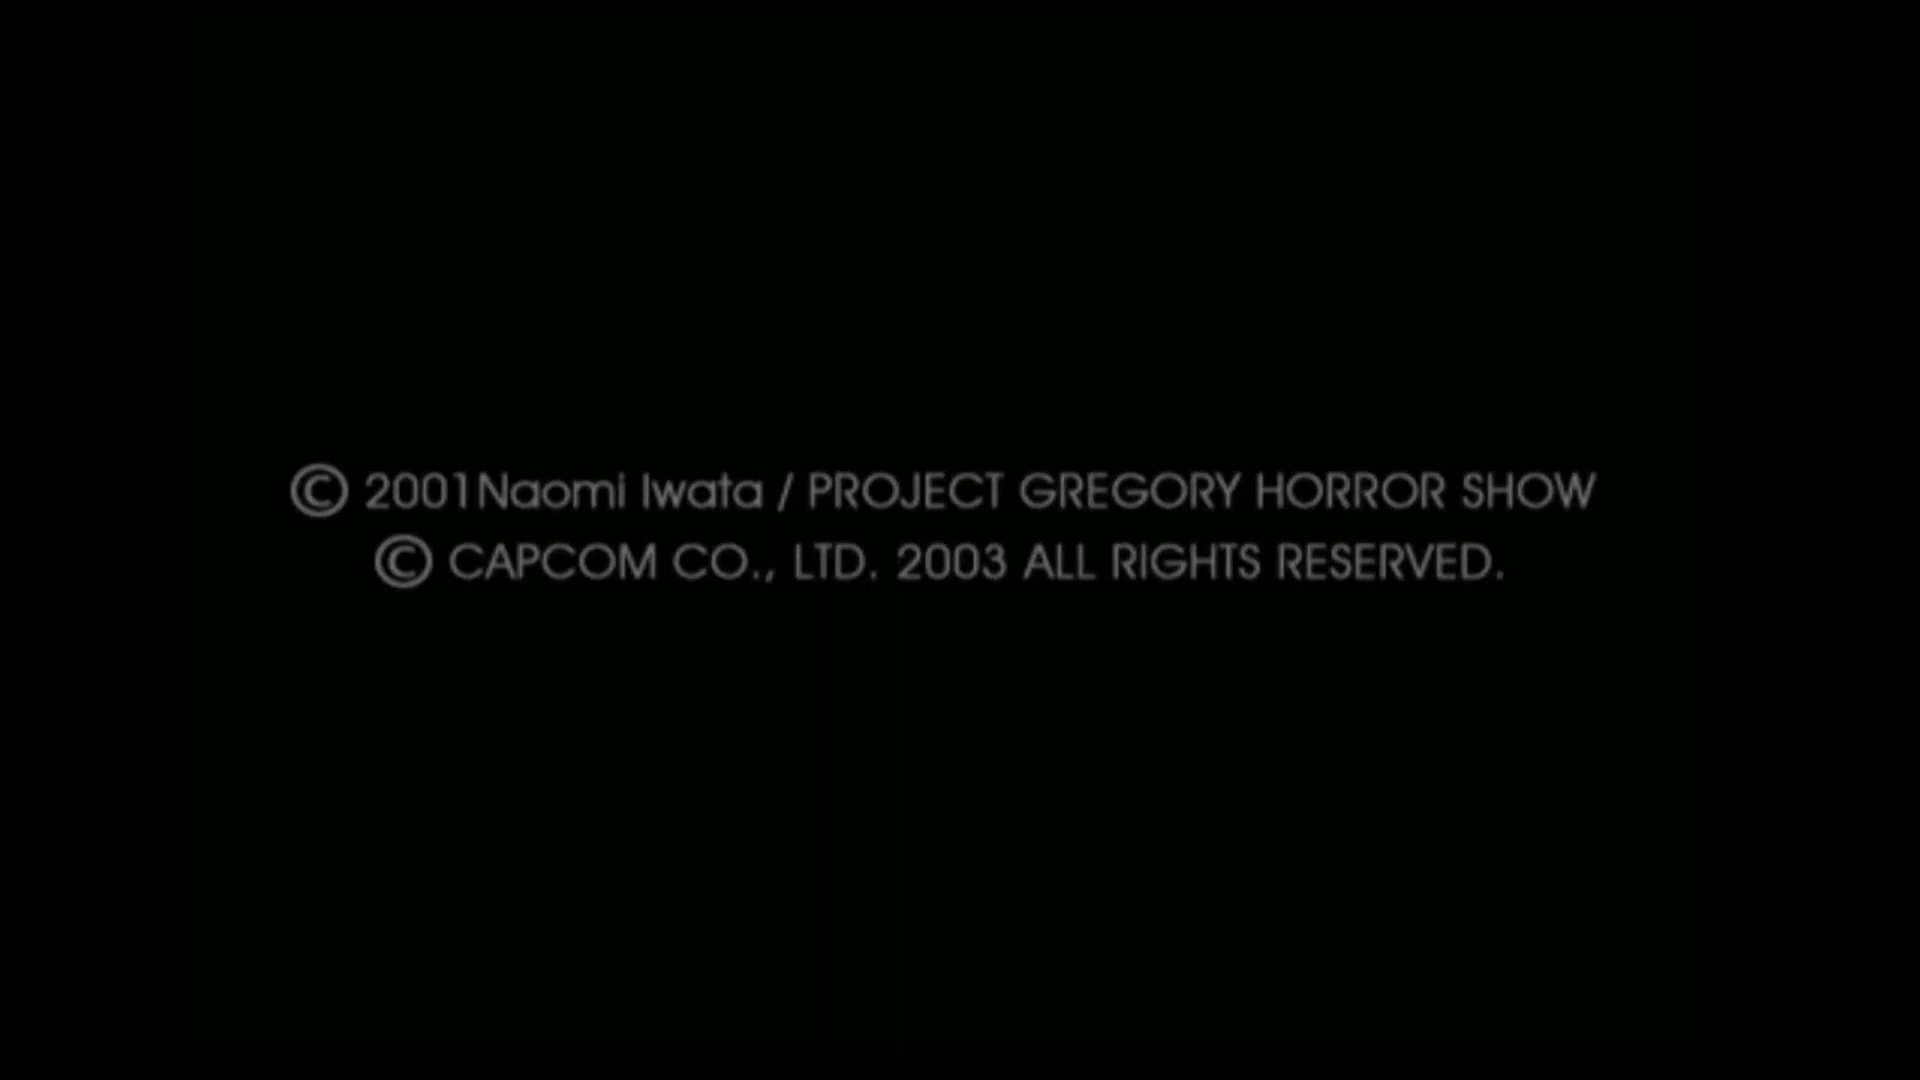 © 2001Naomi Iwata / PROJECT GREGORY HORROR SHOW
© CAPCOM CO., LTD. 2003 ALL RIGHTS RESERVED.